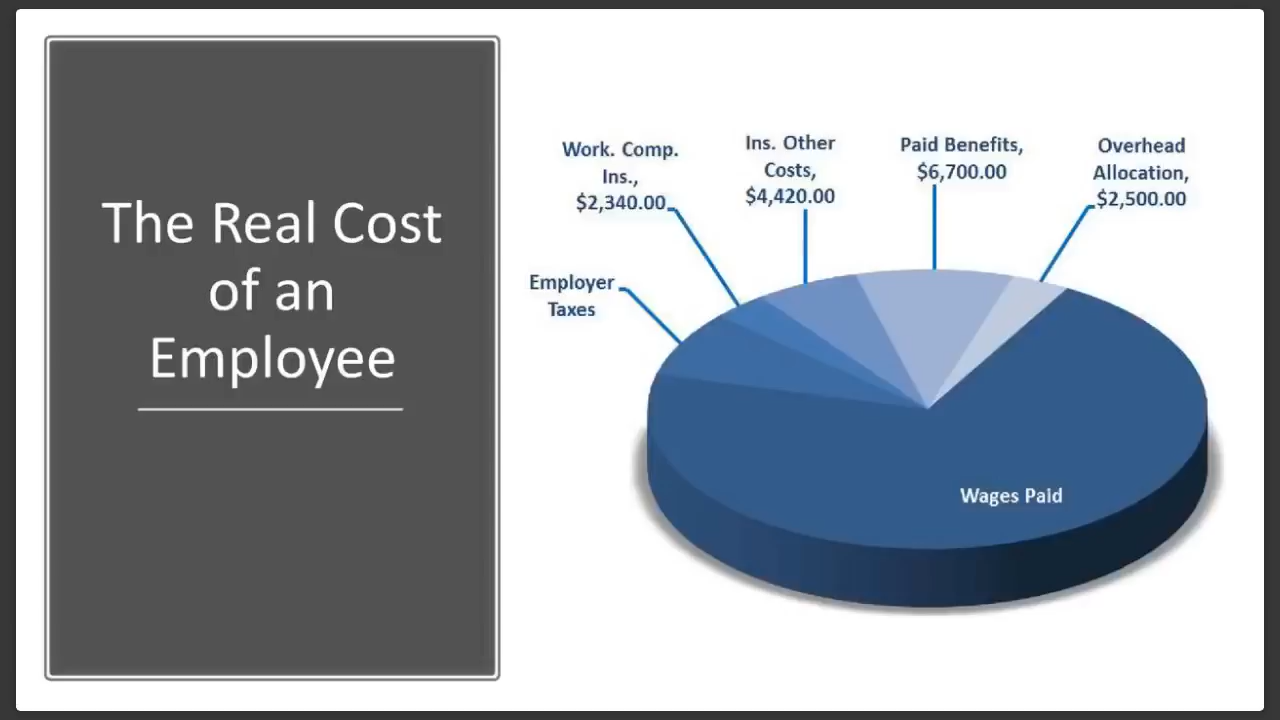 The Real Cost
of an
Employee
Work. Comp.
Ins.,
$2,340.00
Ins. Other
Costs,
$4,420.00
Paid Benefits,
$6,700.00
Overhead
Allocation,
$2,500.00
Employer
Taxes
Wages Paid